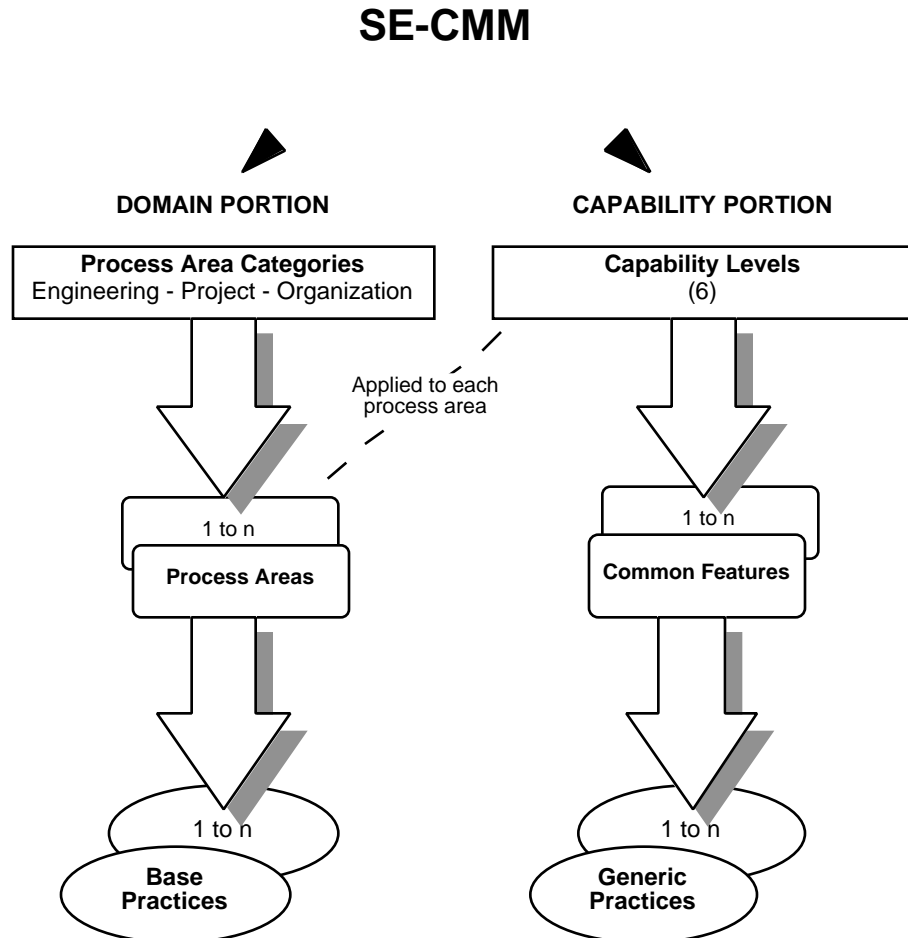 SE-CMM
DOMAIN PORTION
CAPABILITY PORTION
Process Area Categories
Engineering - Project - Organization
Capability Levels
(6)
Applied to each
process area
1 to n
Process Areas
1 to n
Common Features
1 to n
Base
Practices
1 to n
Generic
Practices